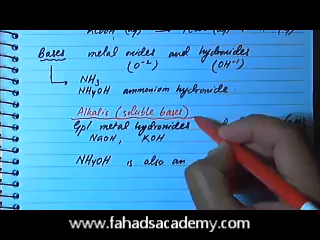 Bases metal oxides and hydroxides
(O⁻²) (OH⁻¹)
NH₃
NH₄OH ammonium hydroxide.
Alkalis (soluble bases)
Gp1 metal hydroxides
NaOH, KOH
NH₄OH is also an
www.fahadsacademy.com